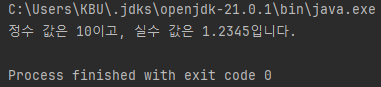 C:\Users\KBU\.jdks\openjdk-21.0.1\bin\java.exe
정수 값은 10이고, 실수 값은 1.2345입니다.
Process finished with exit code 0